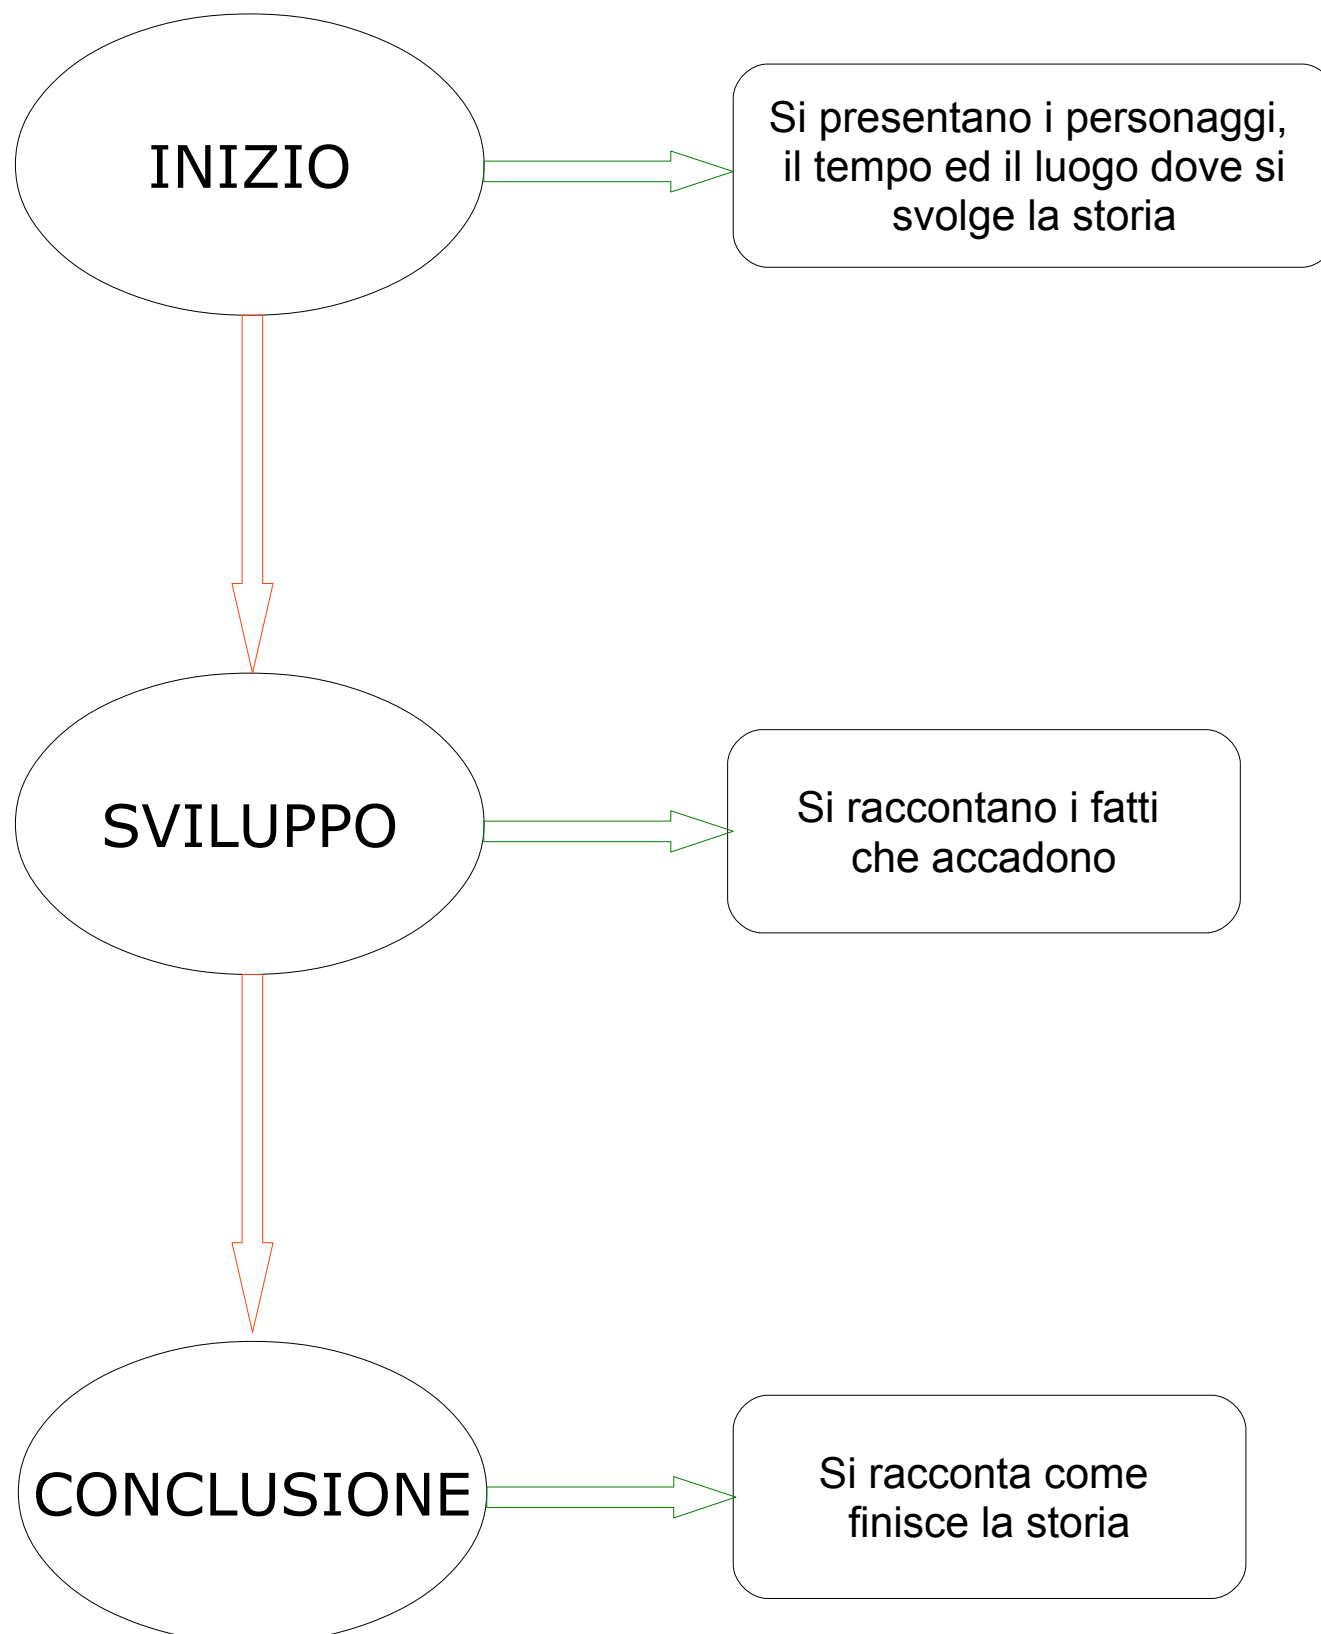 INIZIO
Si presentano i personaggi,
il tempo ed il luogo dove si
svolge la storia
SVILUPPO
Si raccontano i fatti
che accadono
CONCLUSIONE
Si racconta come
finisce la storia